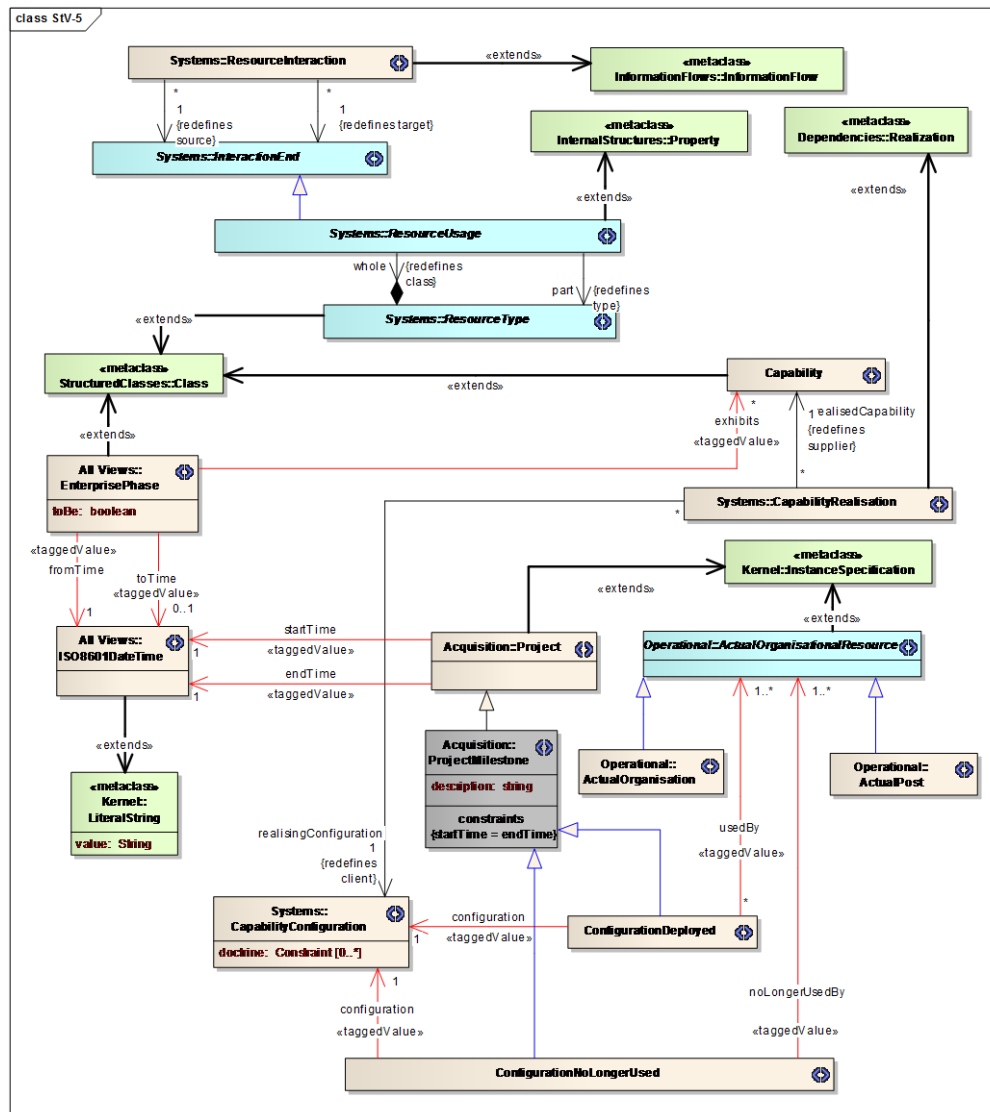 class StV-5
Systems::ResourceInteraction
«extends»
«metaclass»
InformationFlows::InformationFlow
*
*
1
1
{redefines
source}
{redefines target}
«metaclass»
InternalStructures::Property
«metaclass»
Dependencies::Realization
Systems::InteractionEnd
«extends»
«extends»
Systems::ResourceUsage
whole
{redefines
class}
part
{redefines
type}
«extends»
Systems::ResourceType
«metaclass»
StructuredClasses::Class
«extends»
Capability
«extends»
exhibits
*
«taggedValue»
1
realisedCapability
{redefines
supplier}
All Views::
EnterprisePhase
toBe: boolean
*
*
Systems::CapabilityRealisation
«taggedValue»
fromTime
toTime
«taggedValue»
1
0..1
«metaclass»
Kernel::InstanceSpecification
«extends»
«extends»
All Views::
ISO8601DateTime
startTime
1
«taggedValue»
endTime
1
«taggedValue»
Acquisition::Project
Operational::ActualOrganisationalResource
1..*
1..*
«extends»
Acquisition::
ProjectMilestone
description: string
constraints
{startTime = endTime}
Operational::
ActualOrganisation
Operational::
ActualPost
«metaclass»
Kernel::
LiteralString
value: String
realisingConfiguration
1
{redefines
client}
usedBy
«taggedValue»
*
Systems::
CapabilityConfiguration
doctrine: Constraint [0..*]
configuration
1
«taggedValue»
ConfigurationDeployed
1
configuration
«taggedValue»
noLongerUsedBy
«taggedValue»
ConfigurationNoLongerUsed